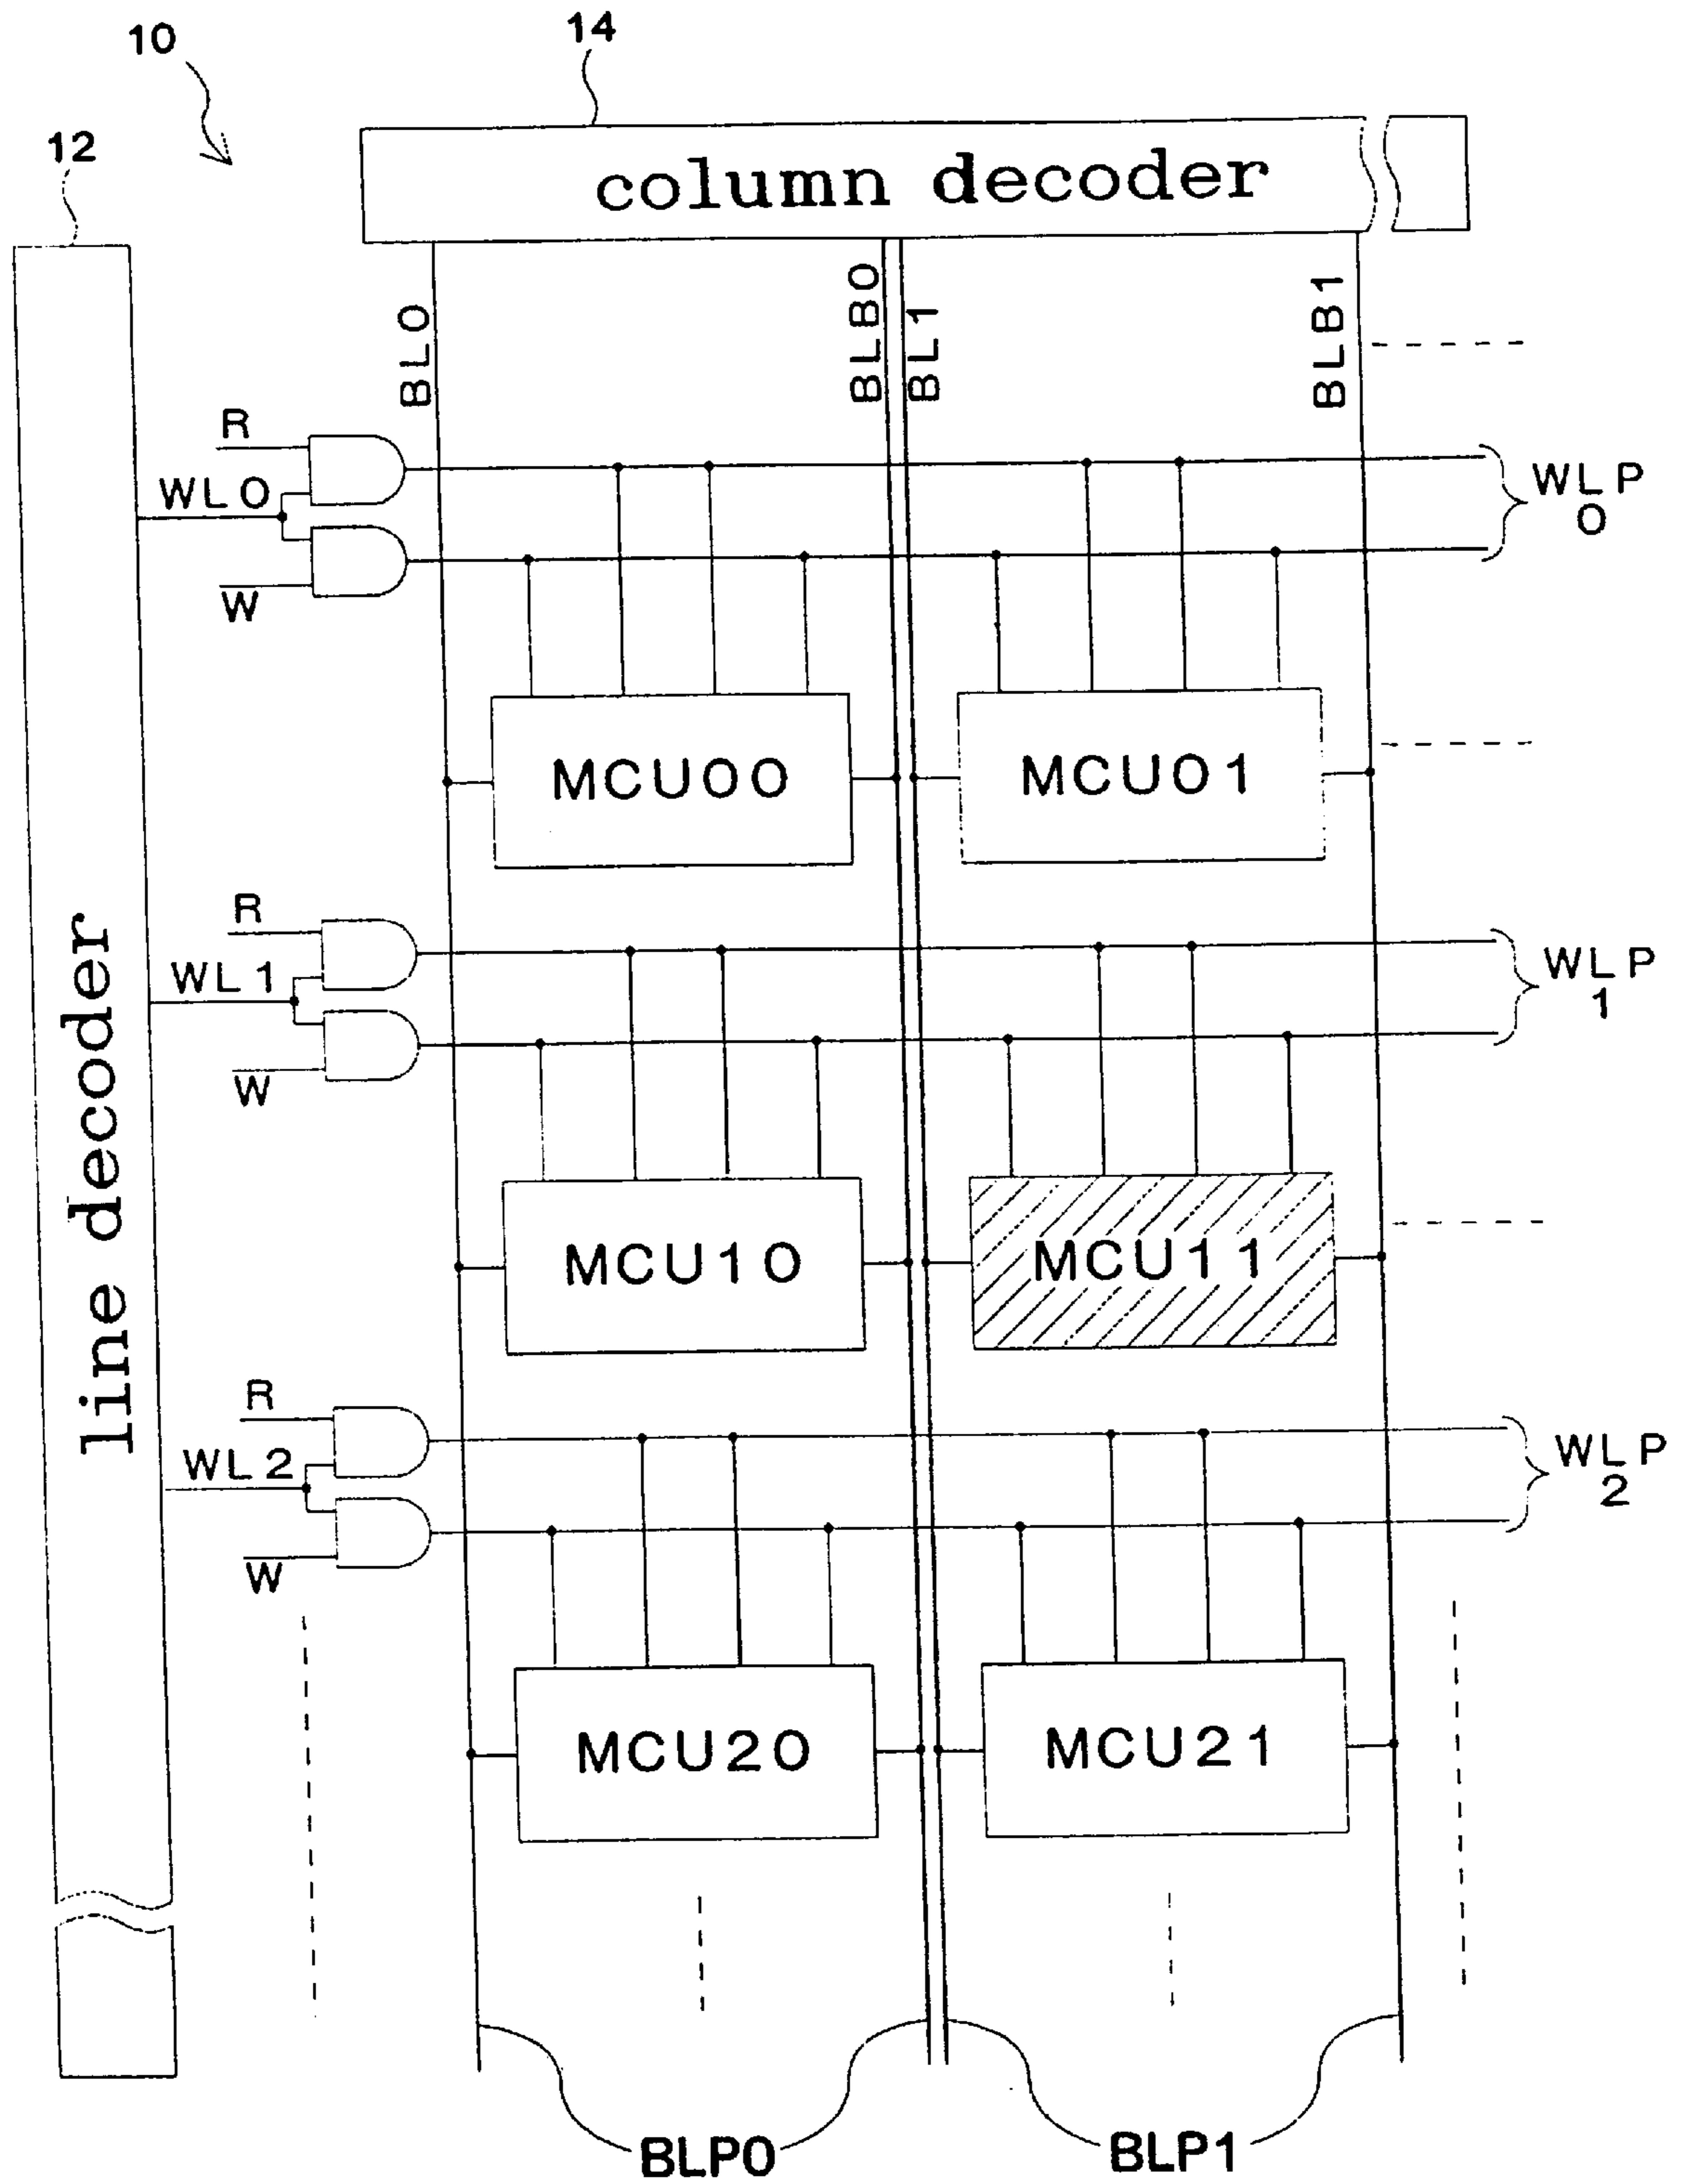 10
14
12
column decoder
BL0
BLB0
BL1
BLB1
R
WL0
W
WLP
0
MCU00
MCU01
line decoder
R
WL1
W
WLP
1
MCU10
MCU11
R
WL2
W
WLP
2
MCU20
MCU21
BLP0
BLP1